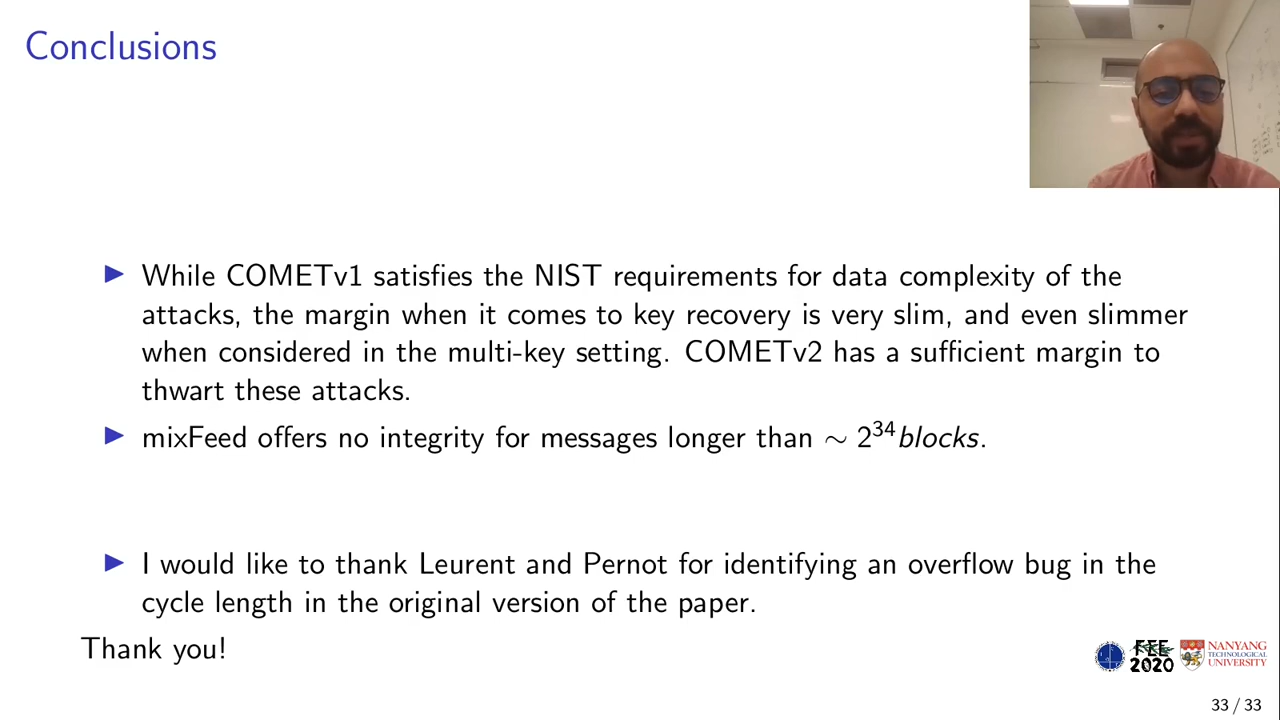 Conclusions
▶ While COMETv1 satisfies the NIST requirements for data complexity of the
attacks, the margin when it comes to key recovery is very slim, and even slimmer
when considered in the multi-key setting. COMETv2 has a sufficient margin to
thwart these attacks.
▶ mixFeed offers no integrity for messages longer than ∼ 2³⁴blocks.
▶ I would like to thank Leurent and Pernot for identifying an overflow bug in the
cycle length in the original version of the paper.
Thank you!
FSE
2020
NANYANG
TECHNOLOGICAL
UNIVERSITY
33 / 33